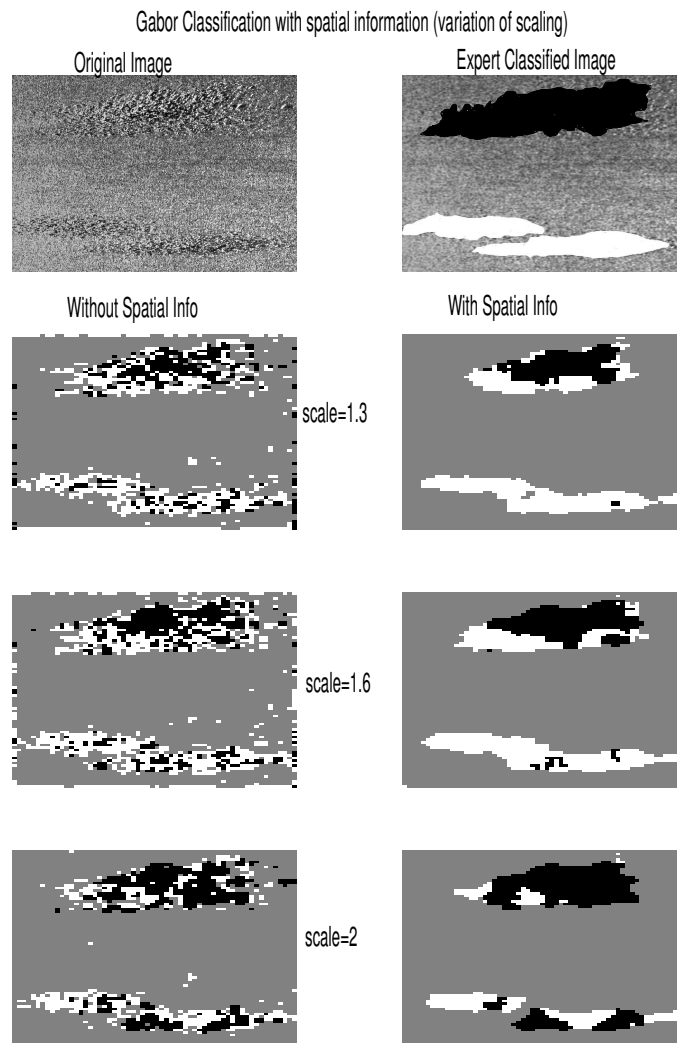 Gabor Classification with spatial information (variation of scaling)
Original Image
Expert Classified Image
Without Spatial Info
With Spatial Info
scale=1.3
scale=1.6
scale=2